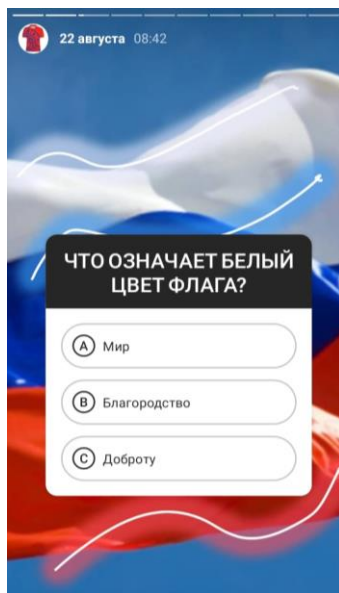 22 августа 08:42
ЧТО ОЗНАЧАЕТ БЕЛЫЙ
ЦВЕТ ФЛАГА?
A Мир
B Благородство
C Доброту